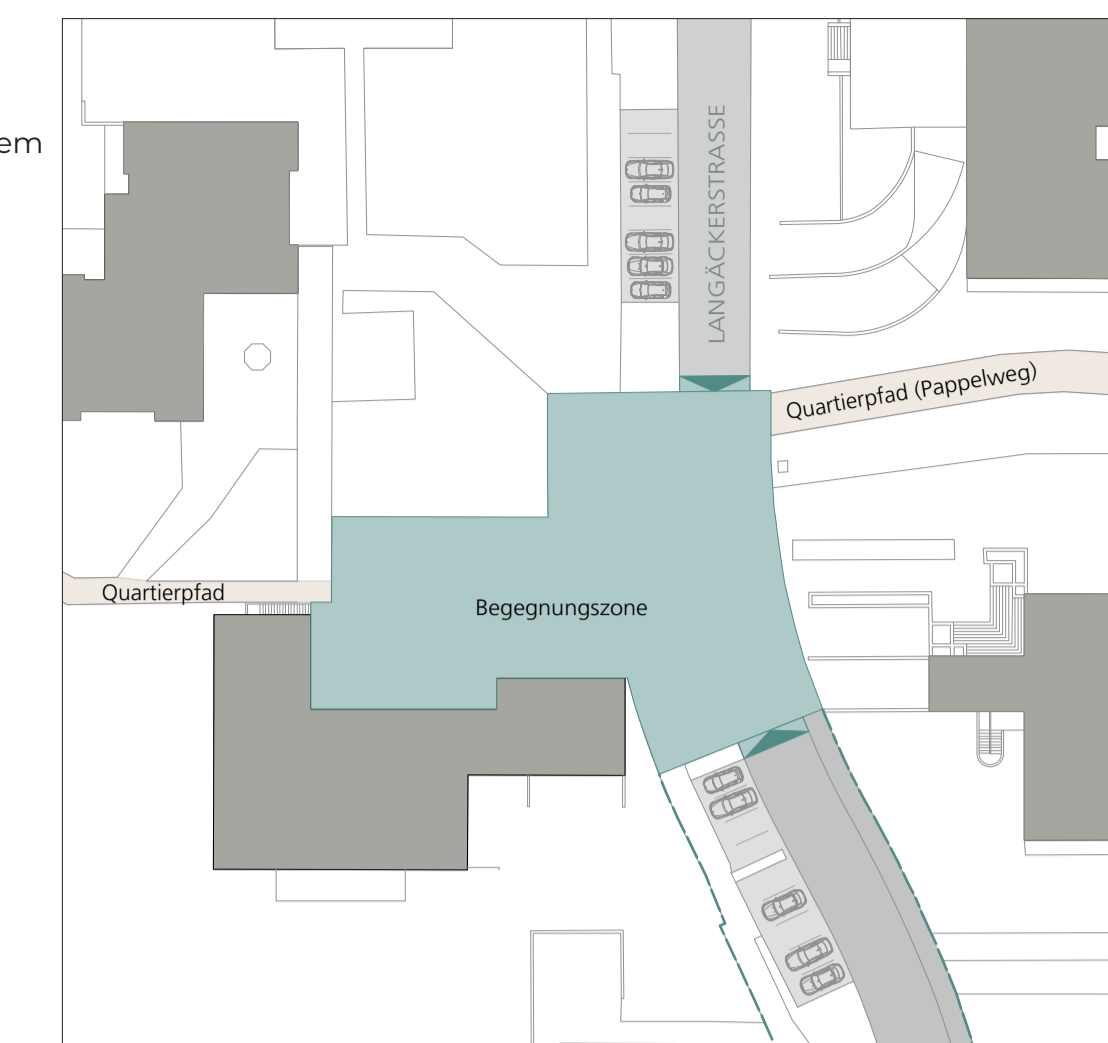 em
LANGÄCKERSTRASSE
Quartierpfad (Pappelweg)
Quartierpfad
Begegnungszone